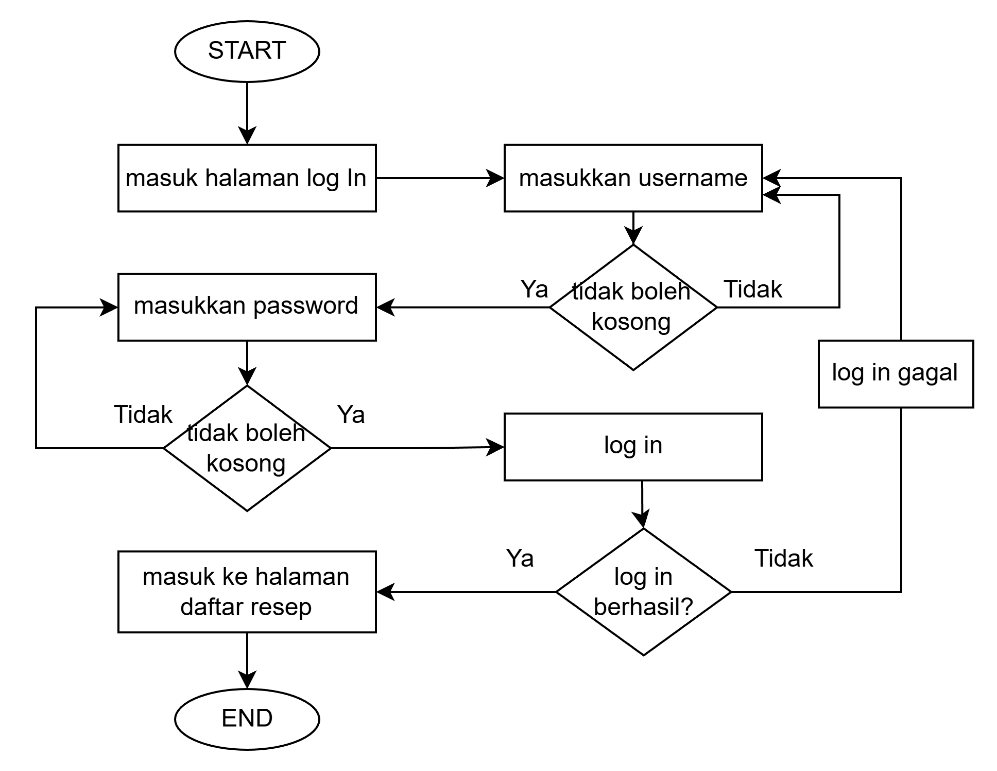 START
masuk halaman log In
masukkan username
Ya
tidak boleh
kosong
Tidak
masukkan password
log in gagal
Tidak
tidak boleh
kosong
Ya
log in
Ya
log in
berhasil?
Tidak
masuk ke halaman
daftar resep
END